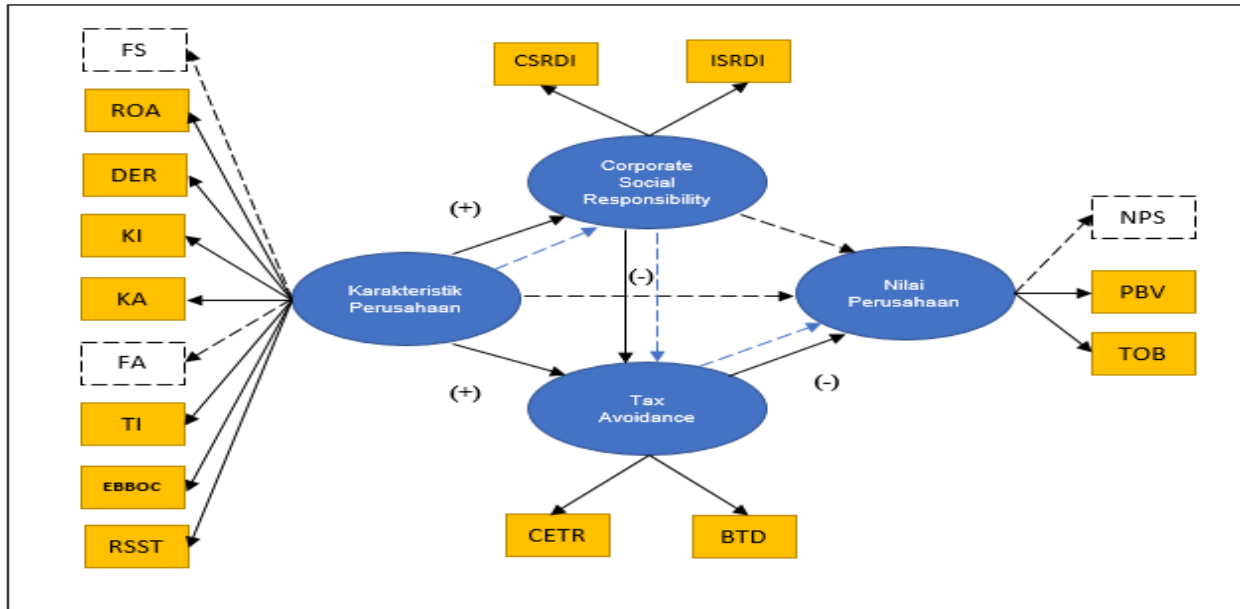 FS
ROA
DER
KI
KA
FA
TI
EBBOC
RSST
Karakteristik
Perusahaan
(+)
(+)
CSRDI
ISRDI
Corporate
Social
Responsibility
(-)
Tax
Avoidance
CETR
BTD
(-)
Nilai
Perusahaan
NPS
PBV
TOB